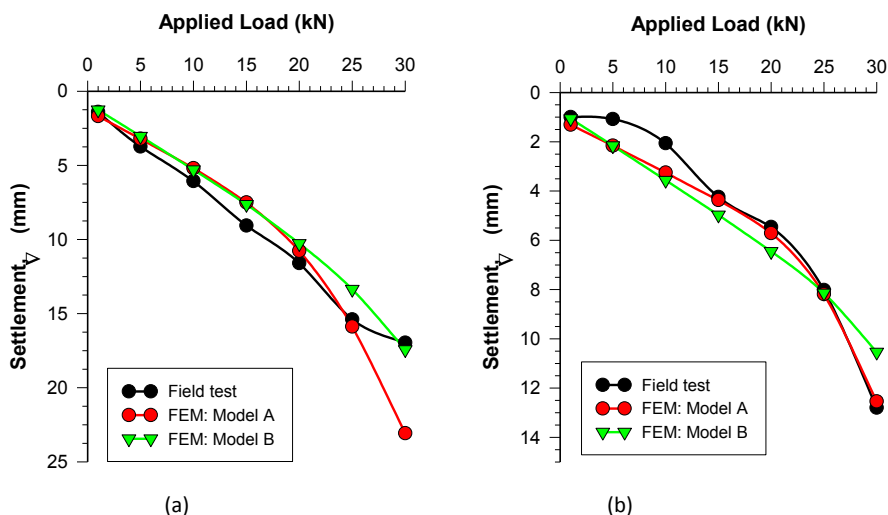 Applied Load (kN)
0 5 10 15 20 25 30
0
5
10
15
20
25
Settlement, ∇ (mm)
Field test
FEM: Model A
FEM: Model B
(a)
Applied Load (kN)
0 5 10 15 20 25 30
0
2
4
6
8
10
12
14
Settlement, ∇ (mm)
Field test
FEM: Model A
FEM: Model B
(b)